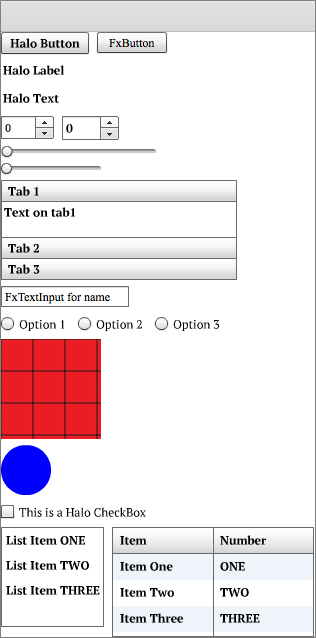 Halo Button FxButton
Halo Label
Halo Text
0 0
Tab 1
Text on tab1
Tab 2
Tab 3
FxTextInput for name
Option 1 Option 2 Option 3
This is a Halo CheckBox
List Item ONE
List Item TWO
List Item THREE
Item Number
Item One ONE
Item Two TWO
Item Three THREE